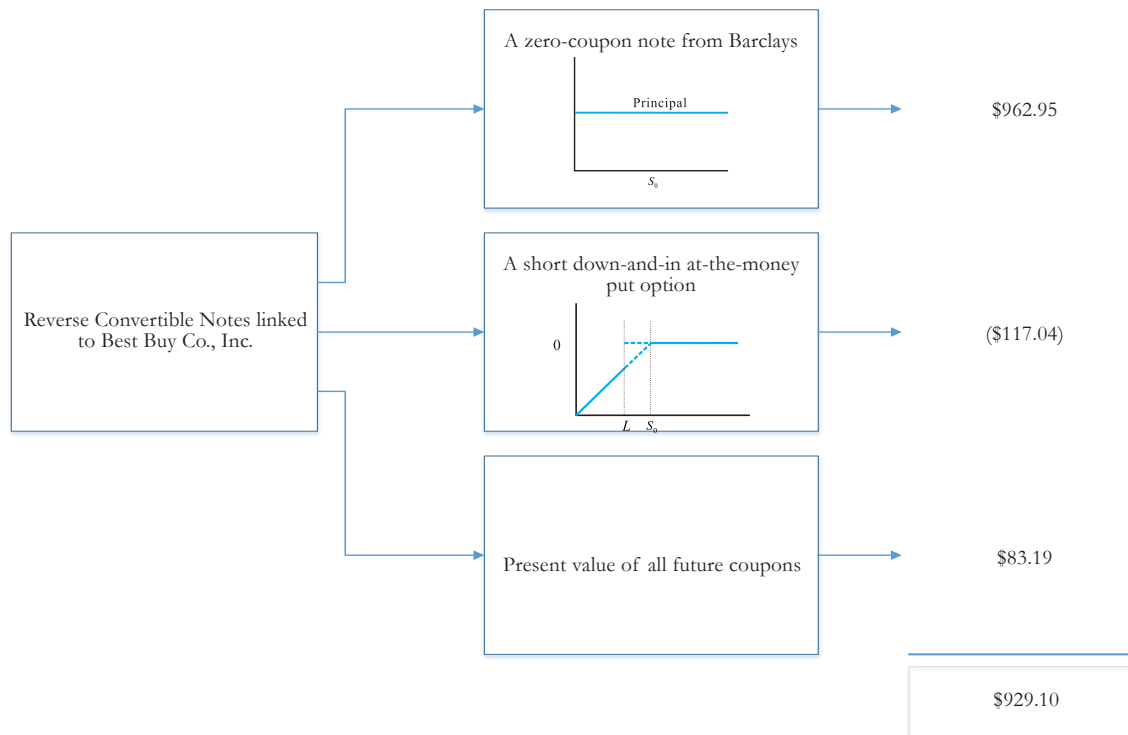 A zero-coupon note from Barclays
Principal
S₀
$962.95
Reverse Convertible Notes linked
to Best Buy Co., Inc.
A short down-and-in at-the-money
put option
0
L S₀
($117.04)
Present value of all future coupons
$83.19
$929.10